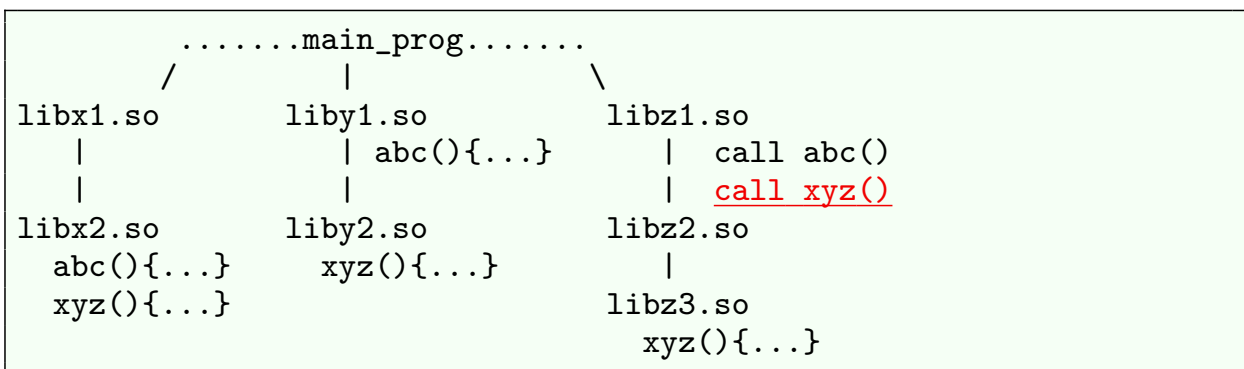 .......main_prog.......
/ | \
libx1.so liby1.so libz1.so
| | abc(){...} | call abc()
| | | call xyz()
libx2.so liby2.so libz2.so
abc(){...} xyz(){...} |
xyz(){...} libz3.so
xyz(){...}